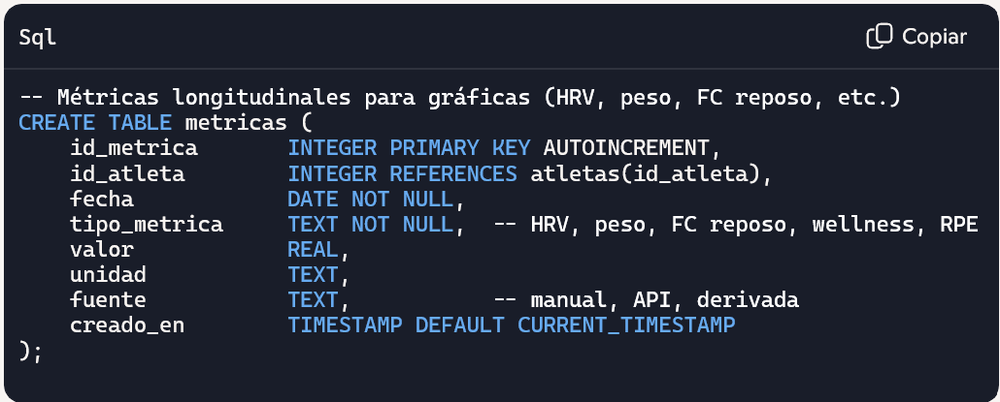 Sql
Copiar
-- Métricas longitudinales para gráficas (HRV, peso, FC reposo, etc.)
CREATE TABLE metricas (
    id_metrica       INTEGER PRIMARY KEY AUTOINCREMENT,
    id_atleta        INTEGER REFERENCES atletas(id_atleta),
    fecha            DATE NOT NULL,
    tipo_metrica     TEXT NOT NULL,  -- HRV, peso, FC reposo, wellness, RPE
    valor            REAL,
    unidad           TEXT,
    fuente           TEXT,           -- manual, API, derivada
    creado_en        TIMESTAMP DEFAULT CURRENT_TIMESTAMP
);